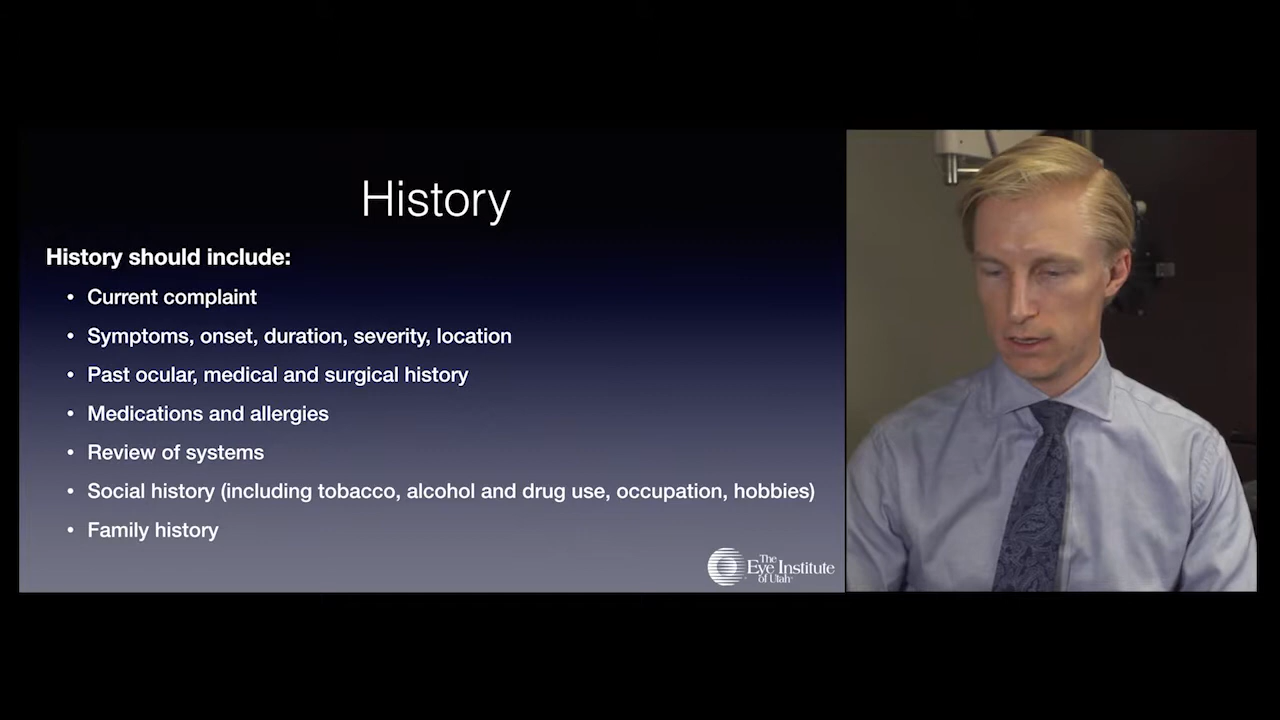 History
History should include:
• Current complaint
• Symptoms, onset, duration, severity, location
• Past ocular, medical and surgical history
• Medications and allergies
• Review of systems
• Social history (including tobacco, alcohol and drug use, occupation, hobbies)
• Family history
The
Eye Institute
of Utah